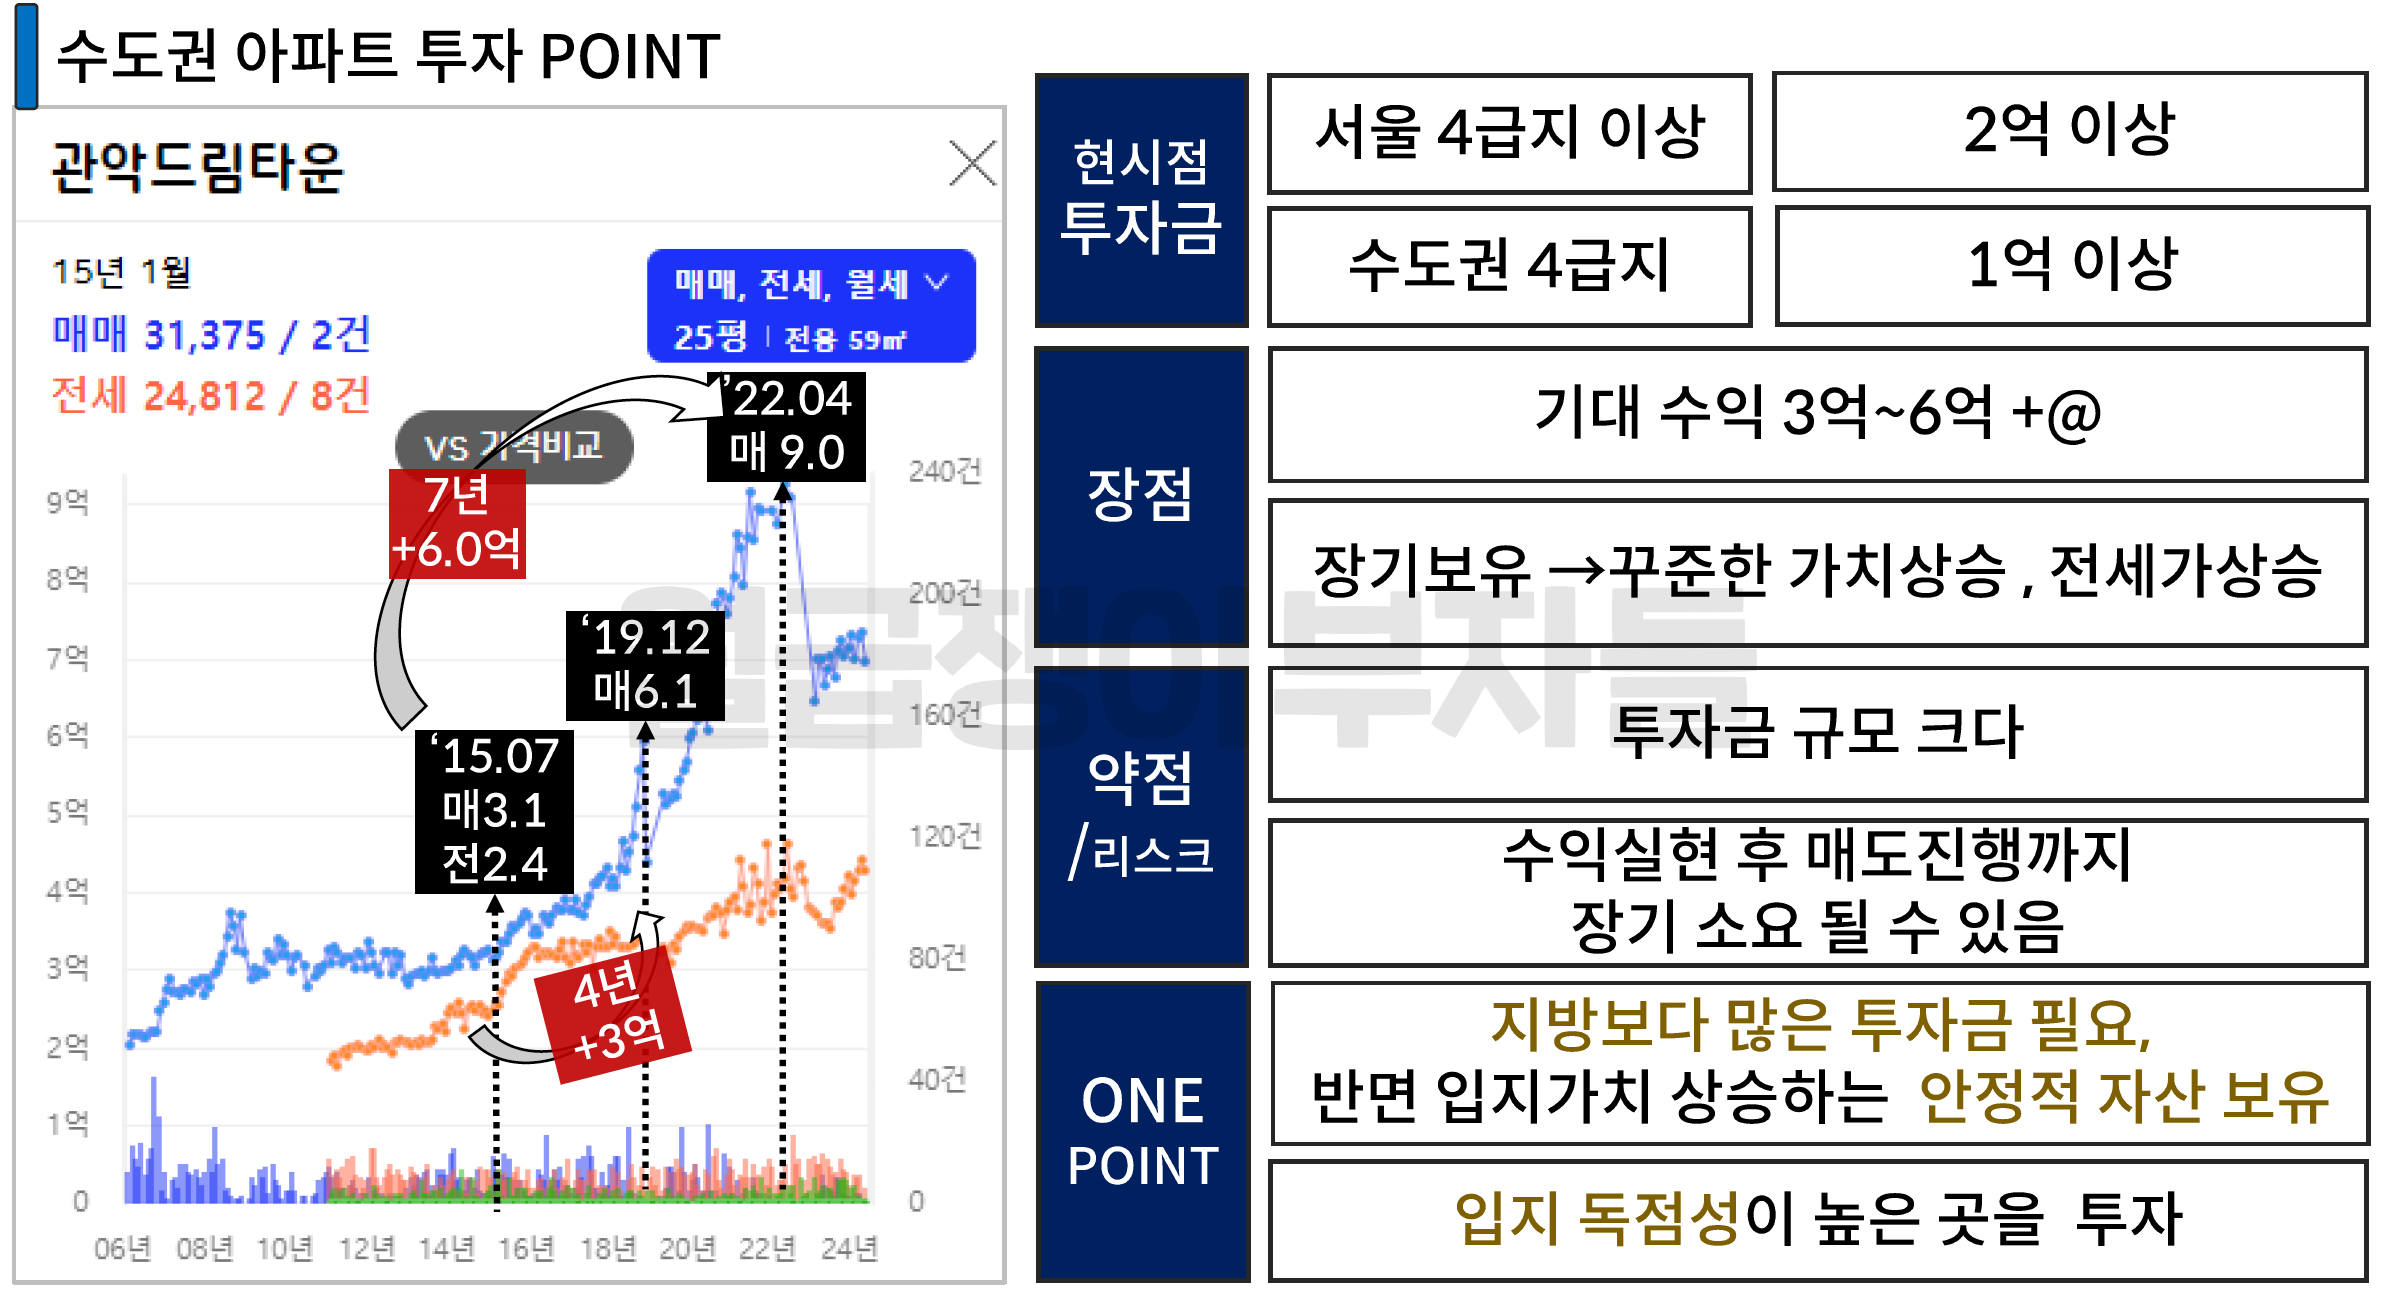 수도권 아파트 투자 POINT
관악드림타운
15년 1월
매매 31,375 / 2건
전세 24,812 / 8건
매매, 전세, 월세
25평 | 전용 59㎡
VS 가격비교
‘22.04
매 9.0
7년
+6.0억
‘19.12
매6.1
‘15.07
매3.1
전2.4
4년
+3억
9억
8억
7억
6억
5억
4억
3억
2억
1억
0
240건
200건
160건
120건
80건
40건
0
06년 08년 10년 12년 14년 16년 18년 20년 22년 24년
현시점
투자금
서울 4급지 이상
2억 이상
수도권 4급지
1억 이상
장점
기대 수익 3억~6억 +@
장기보유 →꾸준한 가치상승 , 전세가상승
약점
/리스크
투자금 규모 크다
수익실현 후 매도진행까지
장기 소요 될 수 있음
ONE
POINT
지방보다 많은 투자금 필요,
반면 입지가치 상승하는 안정적 자산 보유
입지 독점성이 높은 곳을 투자
월급쟁이부자들